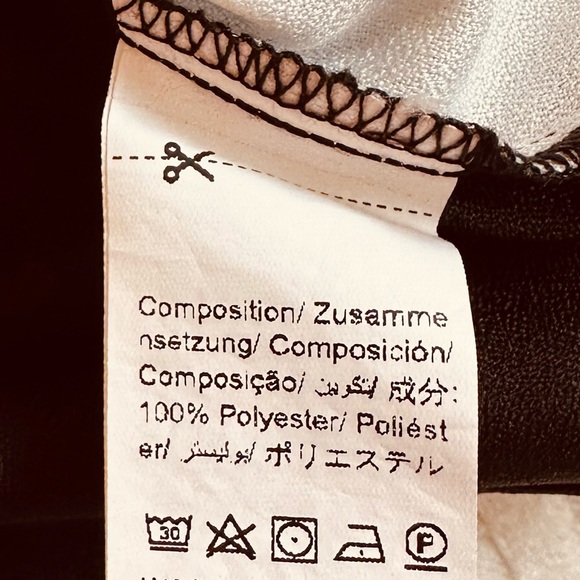 Composition/ Zusamme
nsetzung/ Composición/
Composição/ تكوين/ 成分:
100% Polyester/ Poliést
er/ بوليستر/ ポリエステル
30 P